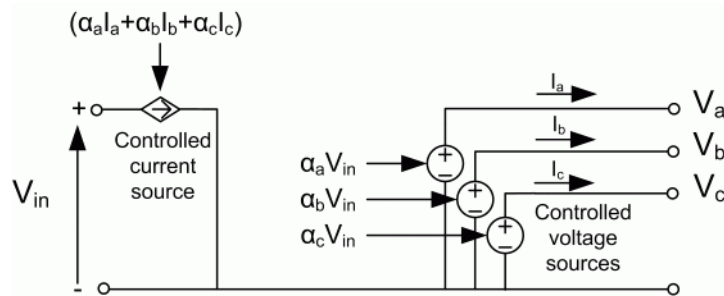 (αaIa+αbIb+αcIc)
+
Controlled
current
source
Vin
-
αaVin
αbVin
αcVin
+
−
+
−
+
−
Ia
Ib
Ic
Va
Vb
Vc
Controlled
voltage
sources